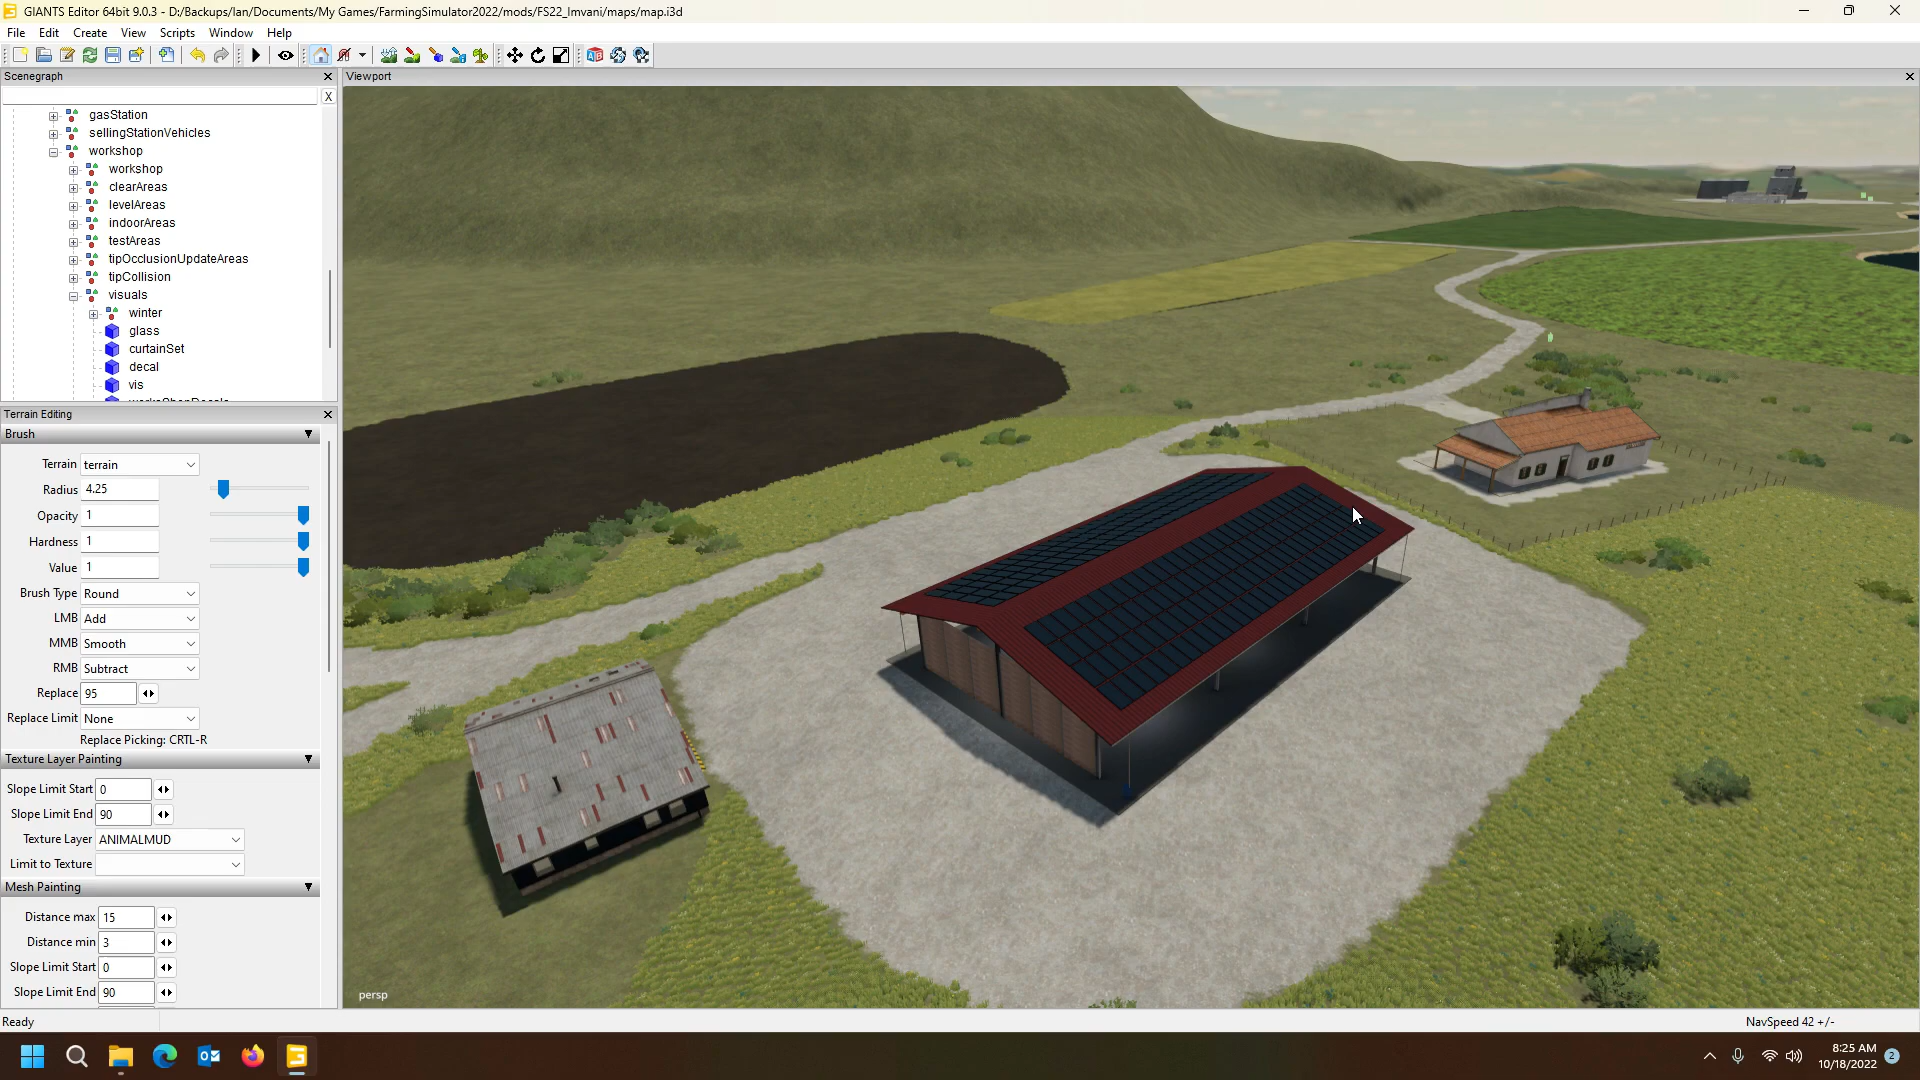 GIANTS Editor 64bit 9.0.3 - D:/Backups/Ian/Documents/My Games/FarmingSimulator2022/mods/FS22_Imvani/maps/map.i3d
File Edit Create View Scripts Window Help
Scenegraph
X
Viewport
gasStation
sellingStationVehicles
workshop
workshop
clearAreas
levelAreas
indoorAreas
testAreas
tipOcclusionUpdateAreas
tipCollision
visuals
winter
glass
curtainSet
decal
vis
Terrain Editing
Brush
Terrain terrain
Radius 4.25
Opacity 1
Hardness 1
Value 1
Brush Type Round
LMB Add
MMB Smooth
RMB Subtract
Replace 95
Replace Limit None
Replace Picking: CRTL-R
Texture Layer Painting
Slope Limit Start 0
Slope Limit End 90
Texture Layer ANIMALMUD
Limit to Texture
Mesh Painting
Distance max 15
Distance min 3
Slope Limit Start 0
Slope Limit End 90
persp
Ready
NavSpeed 42 +/-
8:25 AM
10/18/2022
2